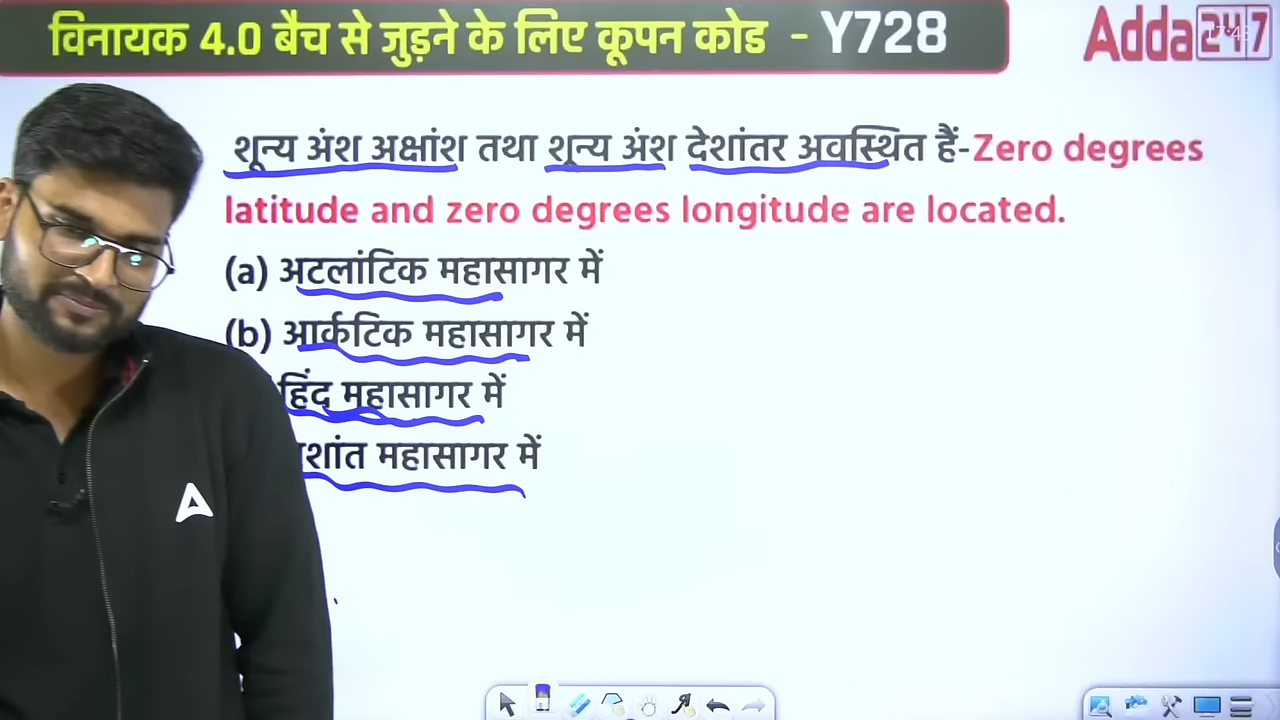 विनायक 4.0 बैच से जुड़ने के लिए कूपन कोड - Y728
Adda247
शून्य अंश अक्षांश तथा शून्य अंश देशांतर अवस्थित हैं-Zero degrees
latitude and zero degrees longitude are located.
(a) अटलांटिक महासागर में
(b) आर्कटिक महासागर में
हिंद महासागर में
महासागर में